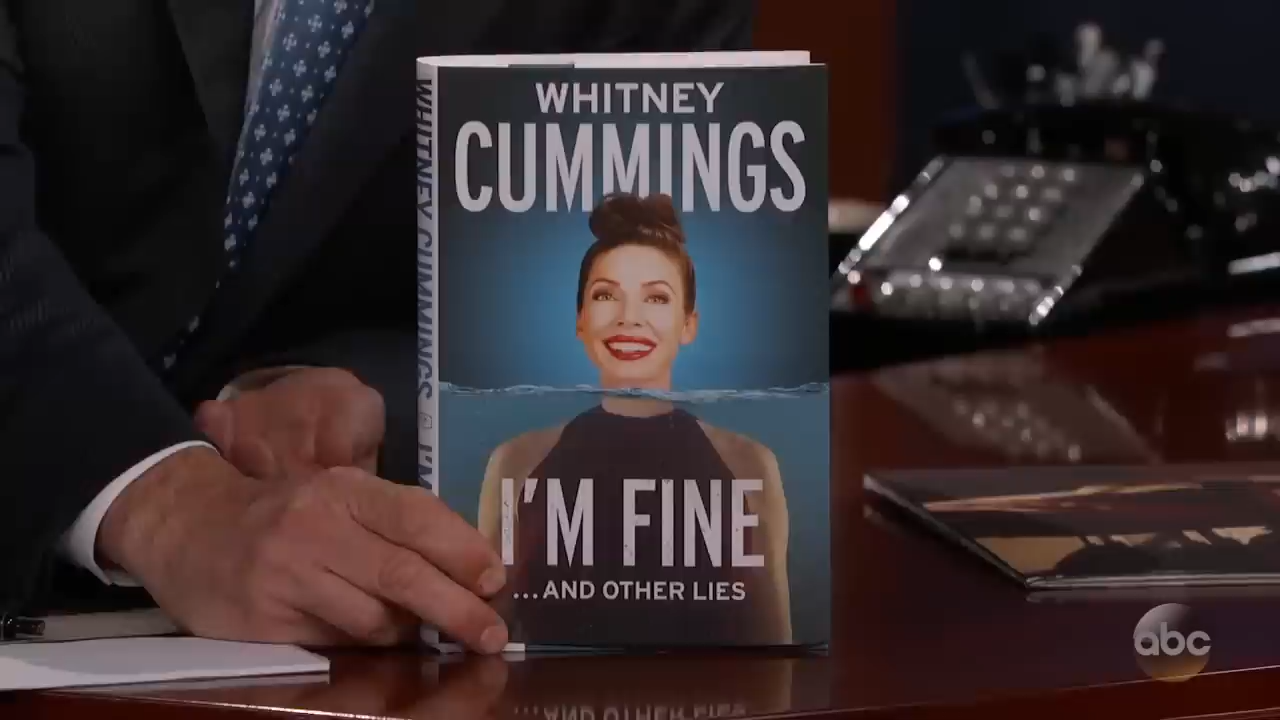 WHITNEY
CUMMINGS
I'M FINE
...AND OTHER LIES
WHITNEY CUMMINGS I'M
abc